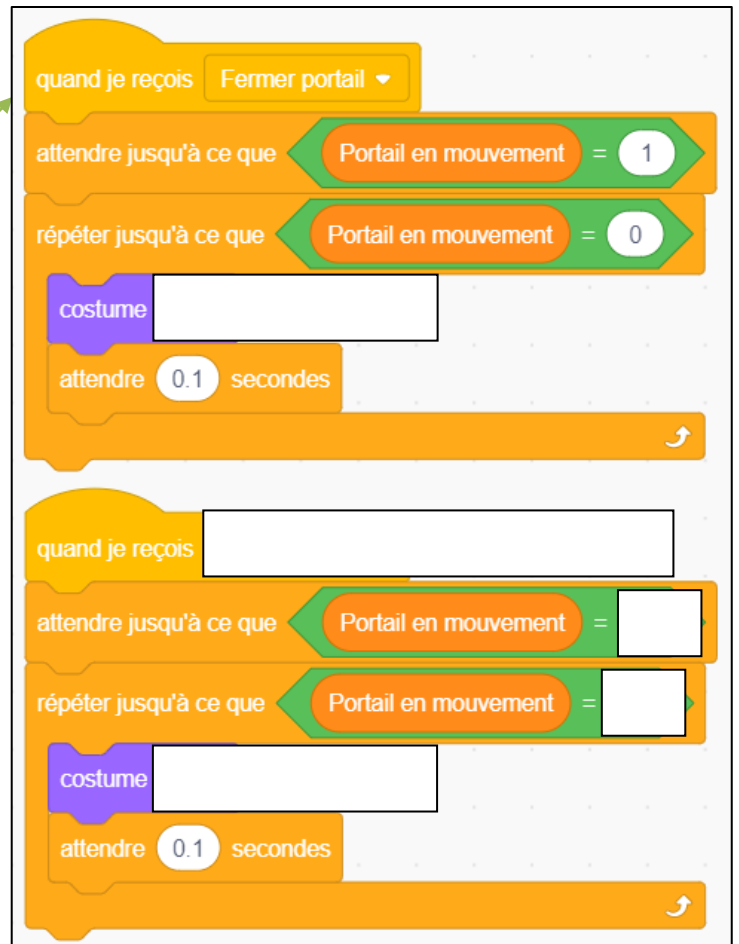 quand je reçois Fermer portail
attendre jusqu'à ce que Portail en mouvement = 1
répéter jusqu'à ce que Portail en mouvement = 0
costume
attendre 0.1 secondes
quand je reçois
attendre jusqu'à ce que Portail en mouvement =
répéter jusqu'à ce que Portail en mouvement =
costume
attendre 0.1 secondes